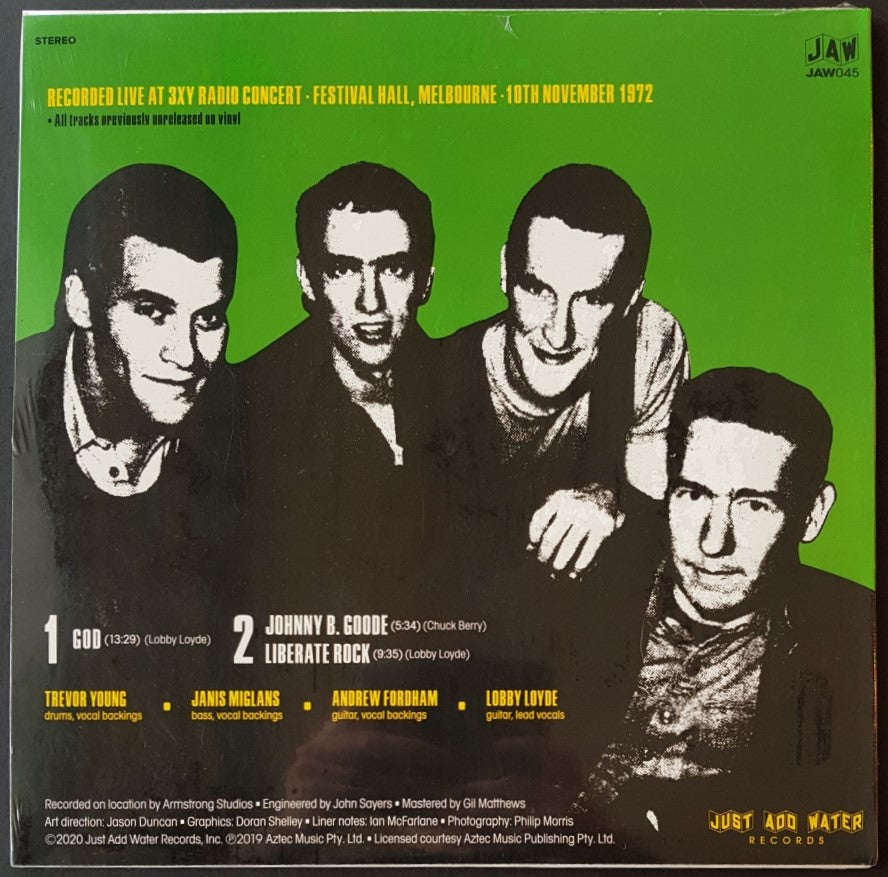 STEREO
JAW
JAW045
RECORDED LIVE AT 3XY RADIO CONCERT · FESTIVAL HALL, MELBOURNE · 10TH NOVEMBER 1972
• All tracks previously unreleased on vinyl
1 GOD (13:29) (Lobby Loyde)
2 JOHNNY B. GOODE (5:34) (Chuck Berry)
LIBERATE ROCK (9:35) (Lobby Loyde)
TREVOR YOUNG • JANIS MIGLANS • ANDREW FORDHAM • LOBBY LOYDE
drums, vocal backings bass, vocal backings guitar, vocal backings guitar, lead vocals
Recorded on location by Armstrong Studios • Engineered by John Sayers • Mastered by Gil Matthews
Art direction: Jason Duncan • Graphics: Doran Shelley • Liner notes: Ian McFarlane • Photography: Philip Morris
©2020 Just Add Water Records, Inc. ℗2019 Aztec Music Pty. Ltd. • Licensed courtesy Aztec Music Publishing Pty. Ltd.
JUST ADD WATER
RECORDS